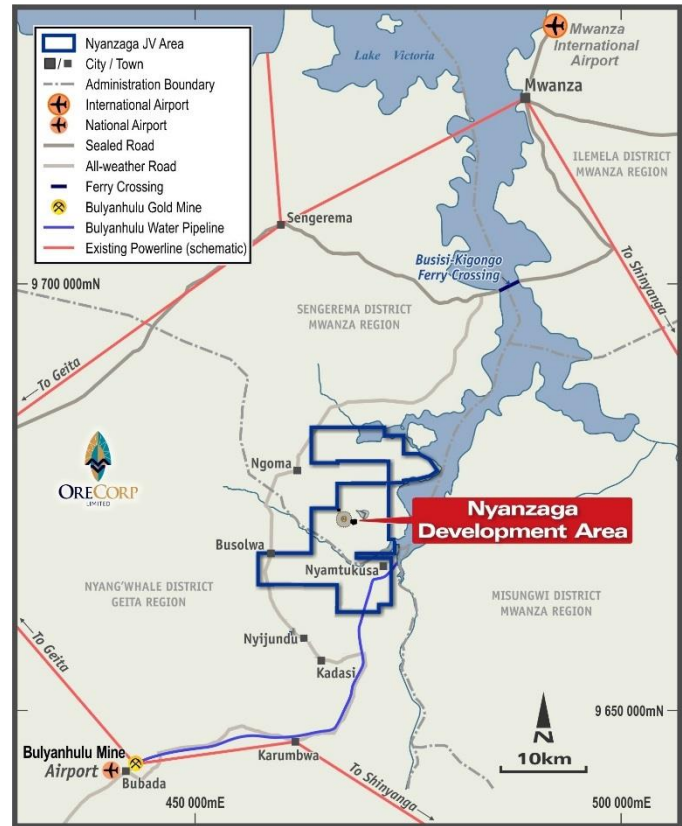 Nyanzaga JV Area
City / Town
Administration Boundary
International Airport
National Airport
Sealed Road
All-weather Road
Ferry Crossing
Bulyanhulu Gold Mine
Bulyanhulu Water Pipeline
Existing Powerline (schematic)
Lake Victoria
Mwanza
International
Airport
Mwanza
ILEMELA DISTRICT
MWANZA REGION
Sengerema
To Shinyanga
Busisi-Kigongo
Ferry Crossing
9 700 000mN
SENGEREMA DISTRICT
MWANZA REGION
To Geita
ORECORP
LIMITED
Ngoma
Nyanzaga
Development Area
Busolwa
Nyamtukusa
NYANG'WHALE DISTRICT
GEITA REGION
MISUNGWI DISTRICT
MWANZA REGION
To Geita
Nyijundu
Kadasi
9 650 000mN
N
10km
Karumbwa
Bulyanhulu Mine
Airport
Bubada
To Shinyanga
450 000mE
500 000mE